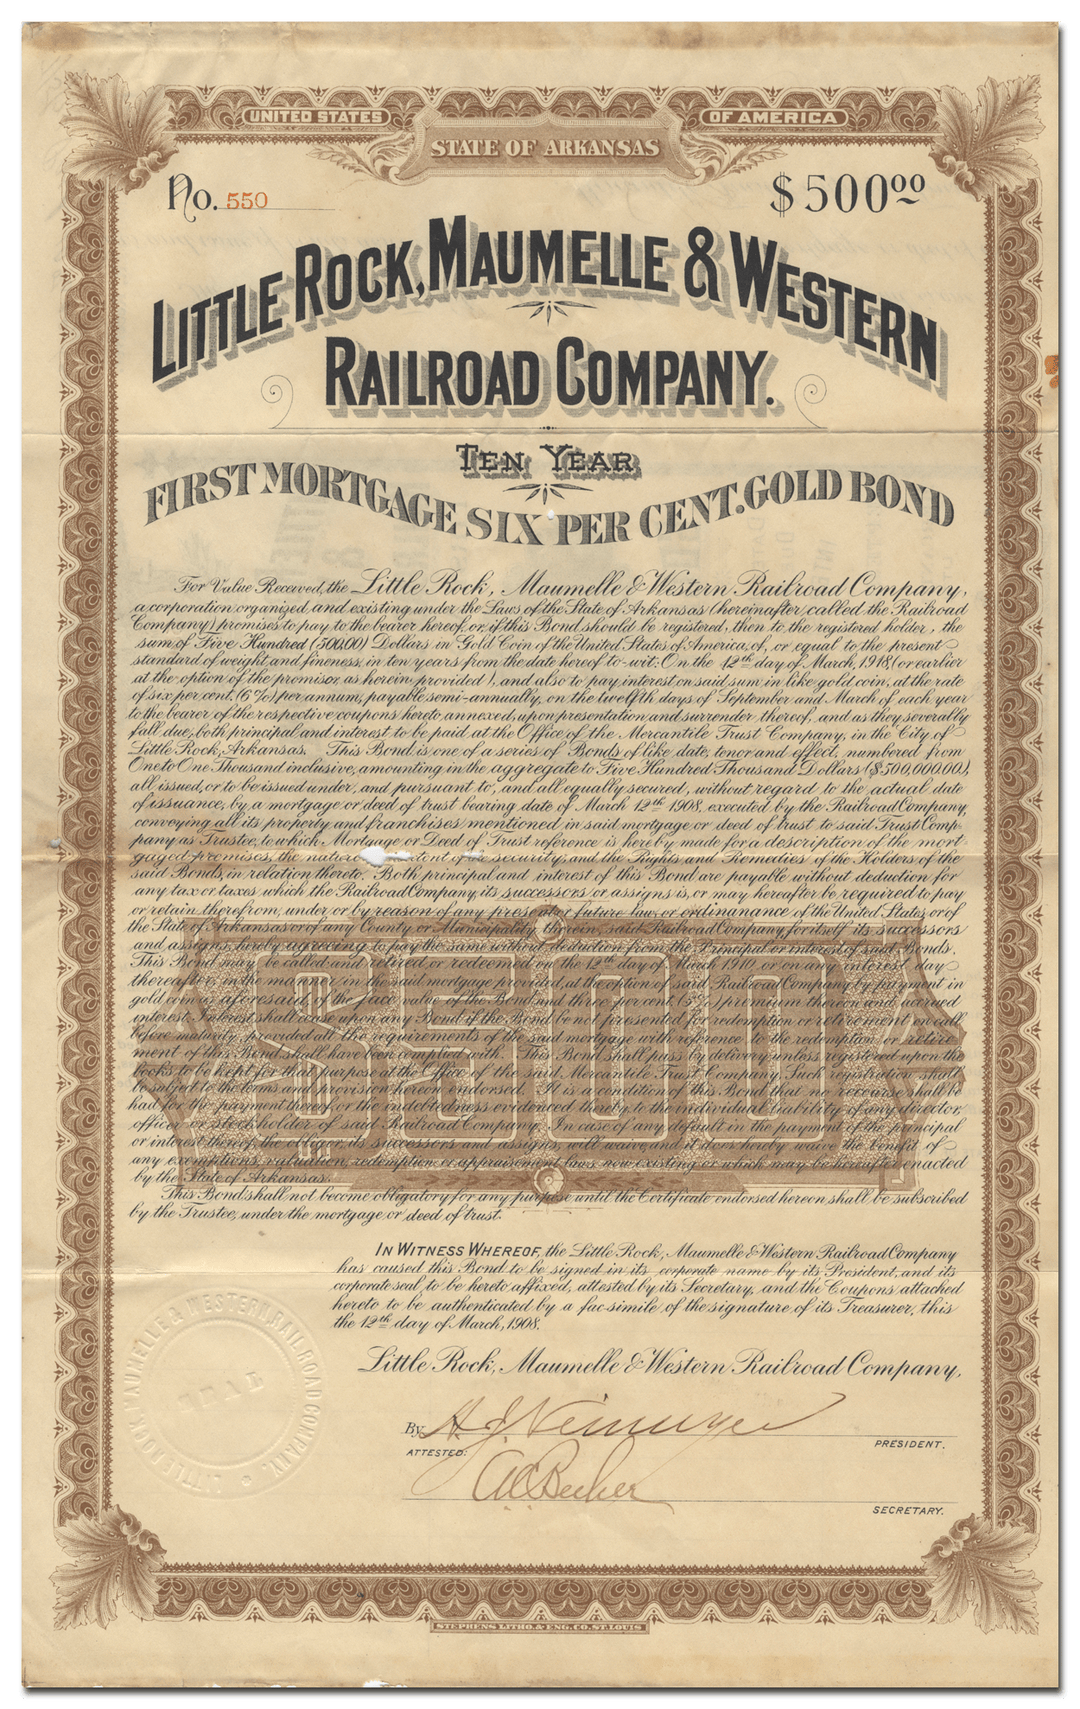 UNITED STATES OF AMERICA
STATE OF ARKANSAS
No. 550 $500.00
LITTLE ROCK, MAUMELLE & WESTERN
RAILROAD COMPANY.
TEN YEAR
FIRST MORTGAGE SIX PER CENT. GOLD BOND
For Value Received, the Little Rock, Maumelle & Western Railroad Company,
a corporation organized and existing under the Laws of the State of Arkansas (hereinafter called the Railroad
Company) promises to pay to the bearer hereof, or, if this Bond should be registered, then to the registered holder, the
sum of Five Hundred (500.00) Dollars in Gold Coin of the United States of America, of, or equal to the present
standard of weight and fineness, in ten years from the date hereof to-wit: On the 12th day of March, 1918, (or earlier
at the option of the promisor as herein provided), and also to pay interest on said sum in like gold coin, at the rate
of six per cent, (6%) per annum, payable semi-annually, on the twelfth days of September and March of each year
to the bearer of the respective coupons hereto annexed, upon presentation and surrender thereof, and as they severally
fall due, both principal and interest to be paid at the Office of the Mercantile Trust Company, in the City of
Little Rock, Arkansas. This Bond is one of a series of Bonds of like date, tenor and effect, numbered from
One to One Thousand inclusive, amounting in the aggregate to Five Hundred Thousand Dollars ($500,000.00),
all issued, or to be issued under, and pursuant to, and all equally secured, without regard to the actual date
of issuance, by a mortgage or deed of trust bearing date of March 12th 1908, executed by the Railroad Company,
conveying all its property and franchises mentioned in said mortgage or deed of trust to said Trust Comp-
pany as Trustee, to which Mortgage or Deed of Trust reference is hereby made for a description of the mort-
gaged premises, the nature extent of the security, and the Rights and Remedies of the Holders of the
said Bonds, in relation thereto. Both principal and interest of this Bond are payable without deduction for
any tax or taxes which the Railroad Company, its successors or assigns is, or may hereafter be required to pay
or retain therefrom, under or by reason of any present or future law, or ordinanance of the United States, or of
the State of Arkansas or of any County or Municipality therein, said Railroad Company, for itself its successors
and assigns, hereby agreeing to pay the same without deduction from the Principal or interest of said Bonds.
This Bond may be called and retired or redeemed on the 12th day of March 1910 or on any interest day
thereafter, in the manner in the said mortgage provided, at the option of said Railroad Company by payment in
gold coin as aforesaid, of the face value of the Bond and three per cent, premium thereon and accrued
interest. Interest shall cease upon any Bond if the Bond be not presented for redemption or retirement on call
before maturity, provided all the requirements of the said mortgage with reference to the redemption or retire-
ment of this Bond shall have been complied with. This Bond shall pass by delivery unless registered upon the
books to be kept for that purpose at the Office of the said Mercantile Trust Company. Such registration shall
be subject to the terms and provision hereon endorsed. It is a condition of this Bond that no recourse shall be
had for the payment thereof, or the indebtedness evidenced thereby to the individual liability of any director,
officer or stockholder of said Railroad Company. In case of any default in the payment of the principal
or interest thereof, the obligor, its successors and assigns, will waive, and it does hereby waive the benefit of
any exemptions, valuation, redemption or appraisement laws, now existing or which may be hereafter enacted
by the State of Arkansas.
This Bond shall not become obligatory for any purpose until the Certificate endorsed hereon shall be subscribed
by the Trustee, under the mortgage or deed of trust.
$500
IN WITNESS WHEREOF, the Little Rock, Maumelle & Western Railroad Company
has caused this Bond to be signed in its corporate name by its President, and its
corporate seal, to be hereto affixed, attested by its Secretary, and the Coupons attached
hereto to be authenticated by a fac-simile of the signature of its Treasurer, this
the 12th day of March, 1908.
Little Rock, Maumelle & Western Railroad Company,
LITTLE ROCK, MAUMELLE & WESTERN RAILROAD COMPANY.
SEAL
By
PRESIDENT.
ATTESTED:
SECRETARY.
STEPHENS LITHO. & ENG. CO. ST. LOUIS